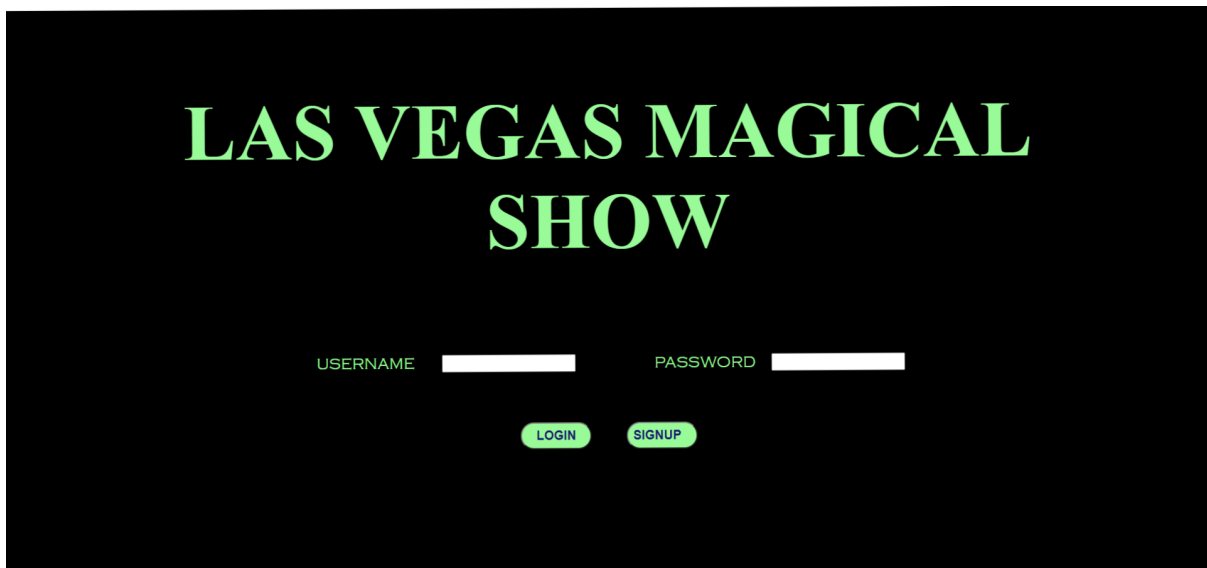 LAS VEGAS MAGICAL
SHOW
USERNAME PASSWORD
LOGIN SIGNUP